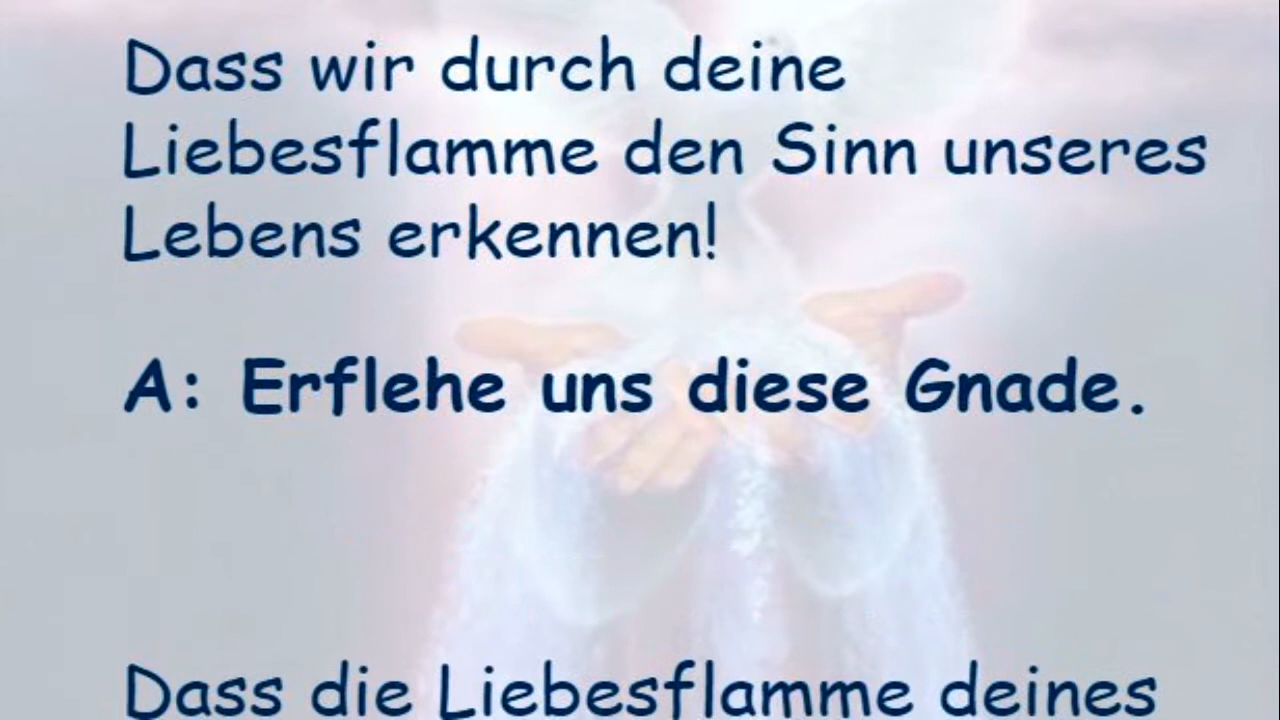 Dass wir durch deine
Liebesflamme den Sinn unseres
Lebens erkennen!
A: Erflehe uns diese Gnade.
Dass die Liebesflamme deines